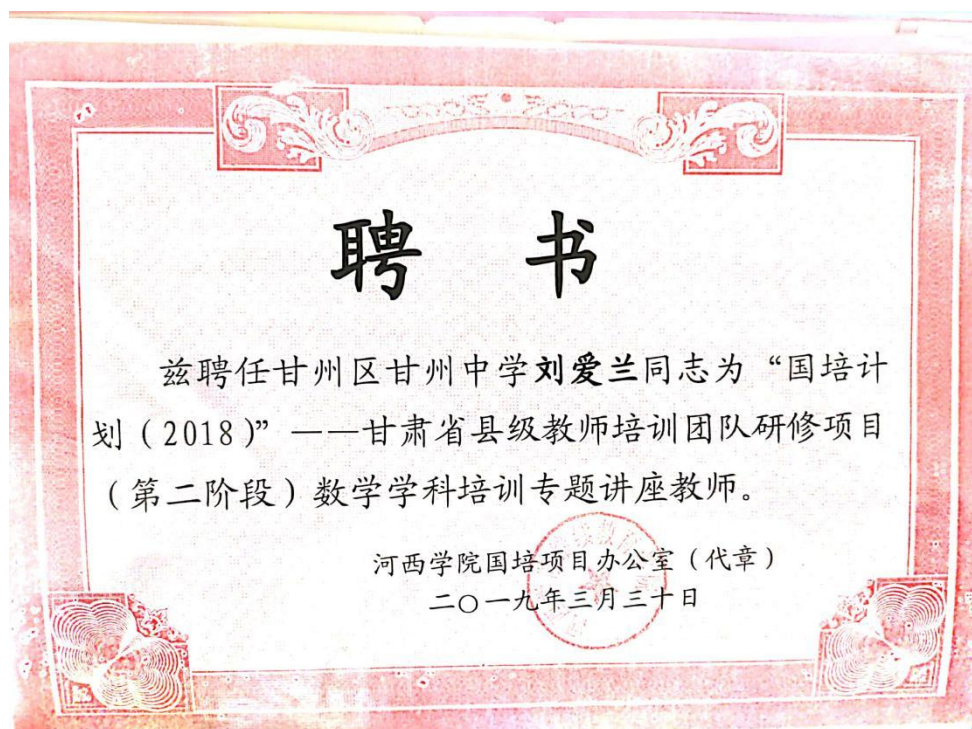 聘 书
兹聘任甘州区甘州中学刘爱兰同志为“国培计
划（2018）”——甘肃省县级教师培训团队研修项目
（第二阶段）数学学科培训专题讲座教师。
河西学院国培项目办公室（代章）
二〇一九年三月三十日